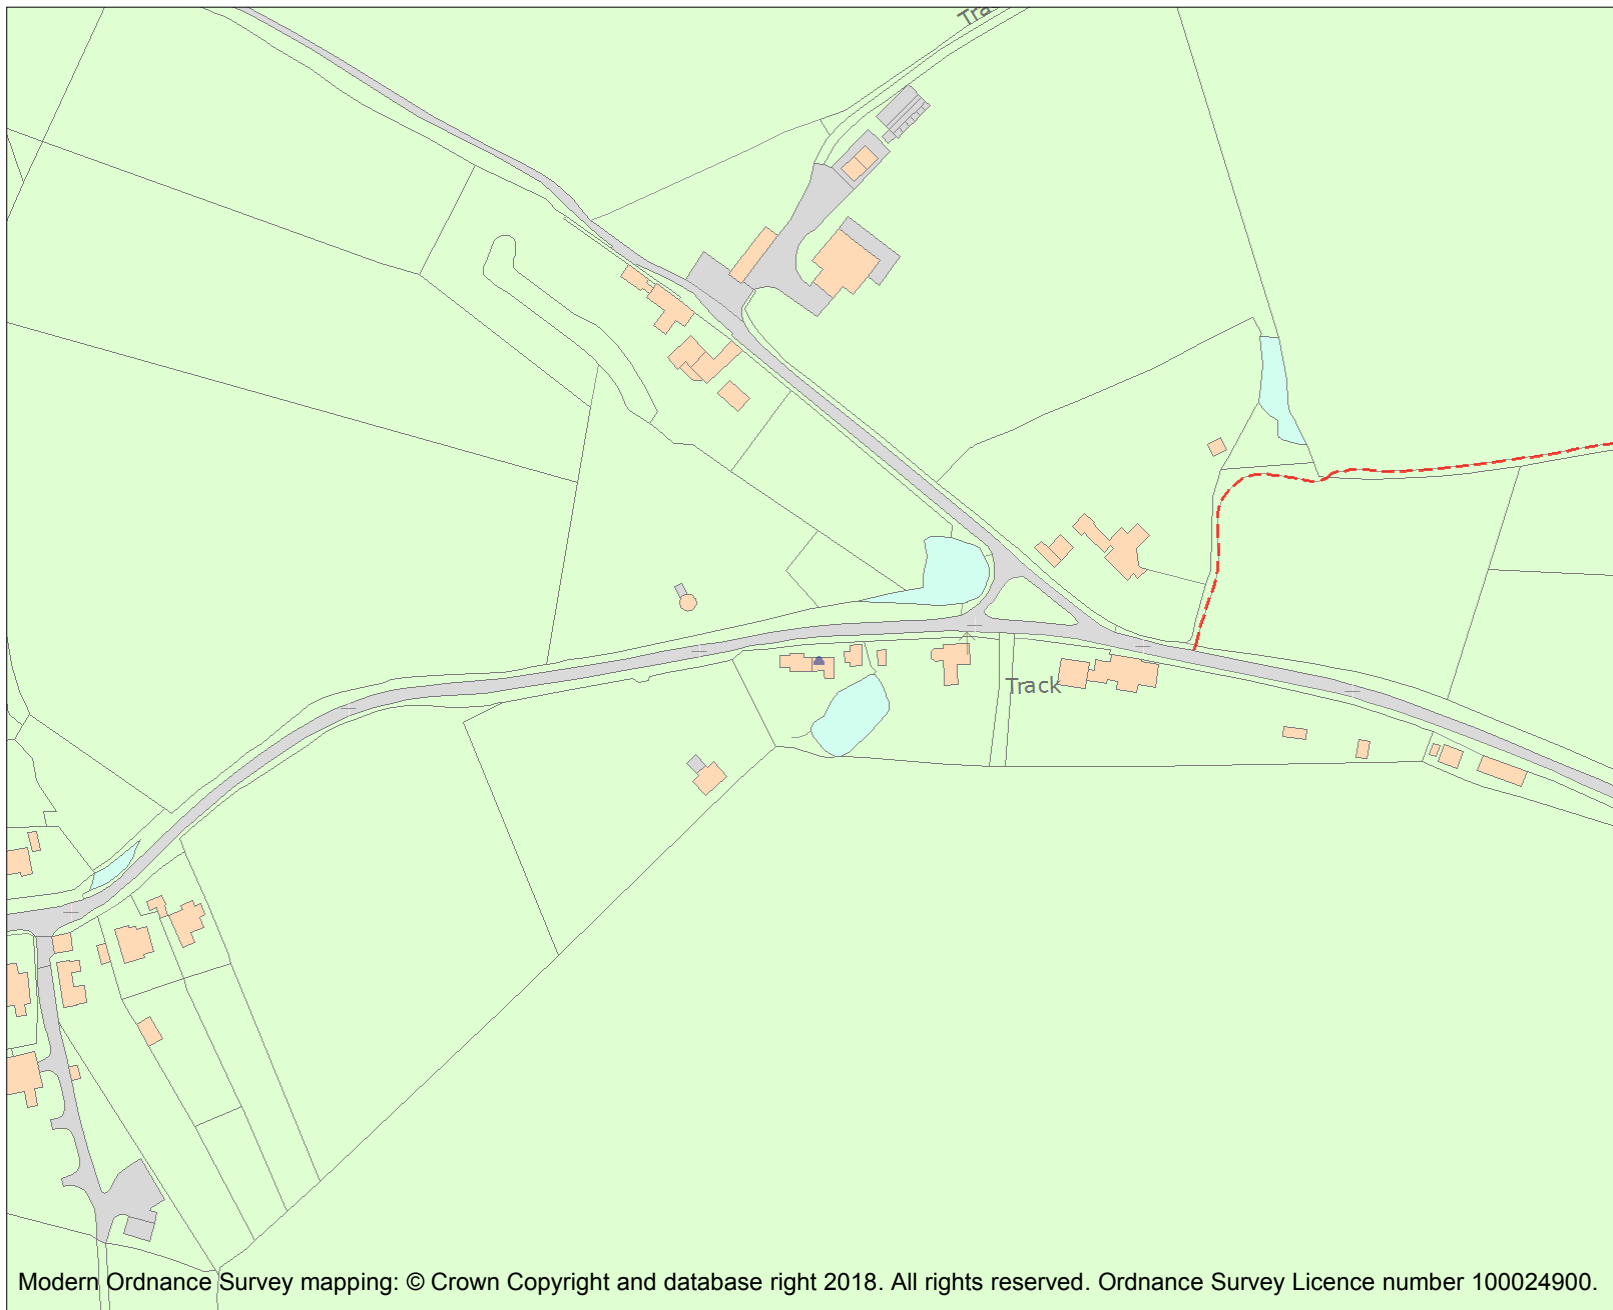 Tra
Track
Modern Ordnance Survey mapping: © Crown Copyright and database right 2018. All rights reserved. Ordnance Survey Licence number 100024900.